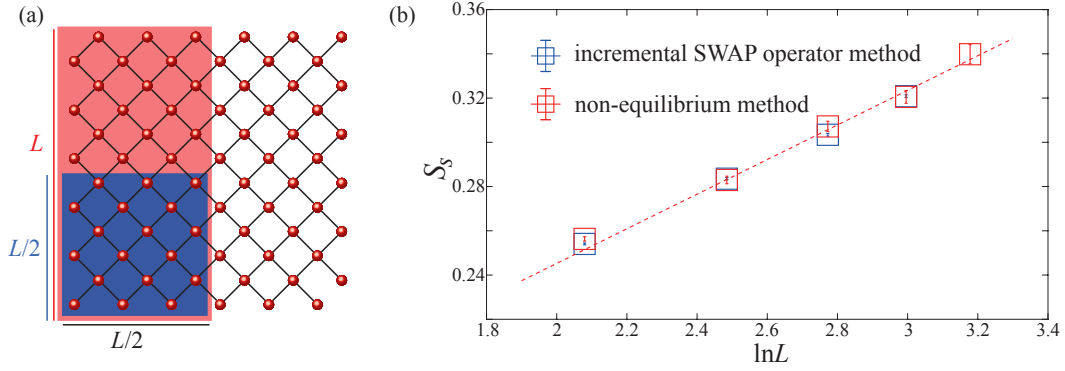 (a)
L
L/2
L/2
(b)
0.36
0.32
0.28
0.24
S_S
incremental SWAP operator method
non-equilibrium method
1.8 2 2.2 2.4 2.6 2.8 3 3.2 3.4
lnL